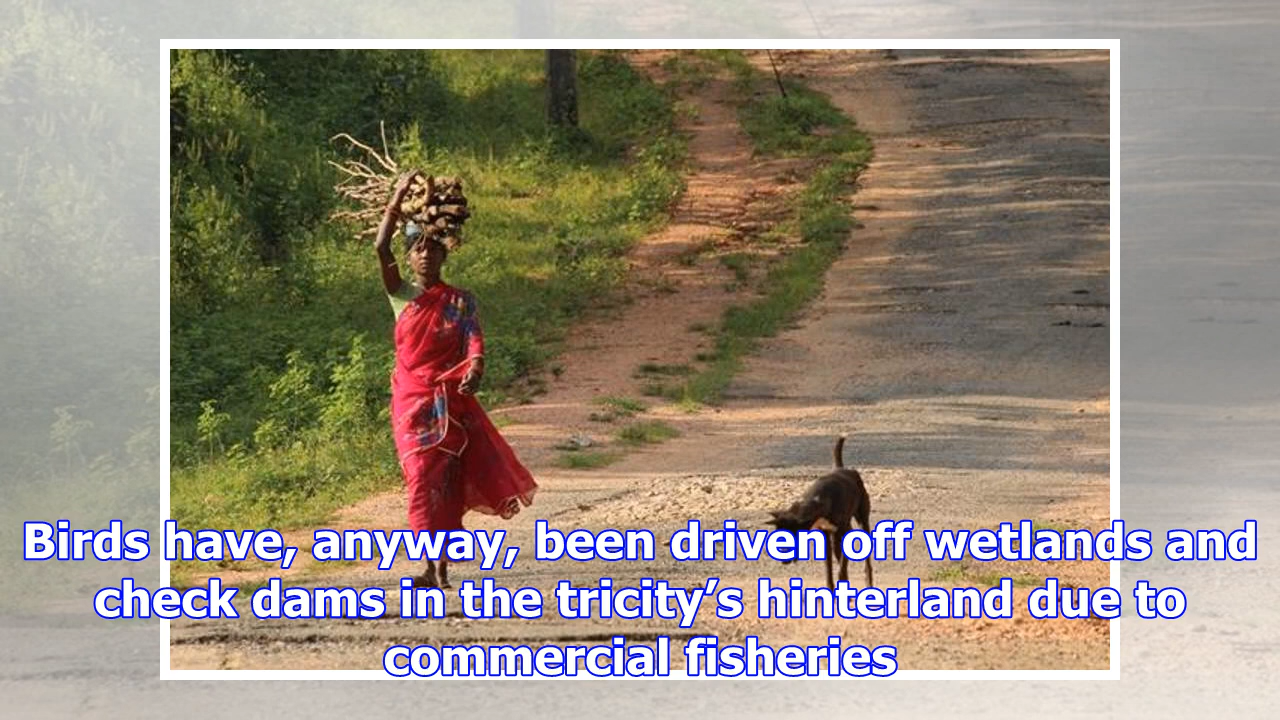 Birds have, anyway, been driven off wetlands and
check dams in the tricity’s hinterland due to
commercial fisheries